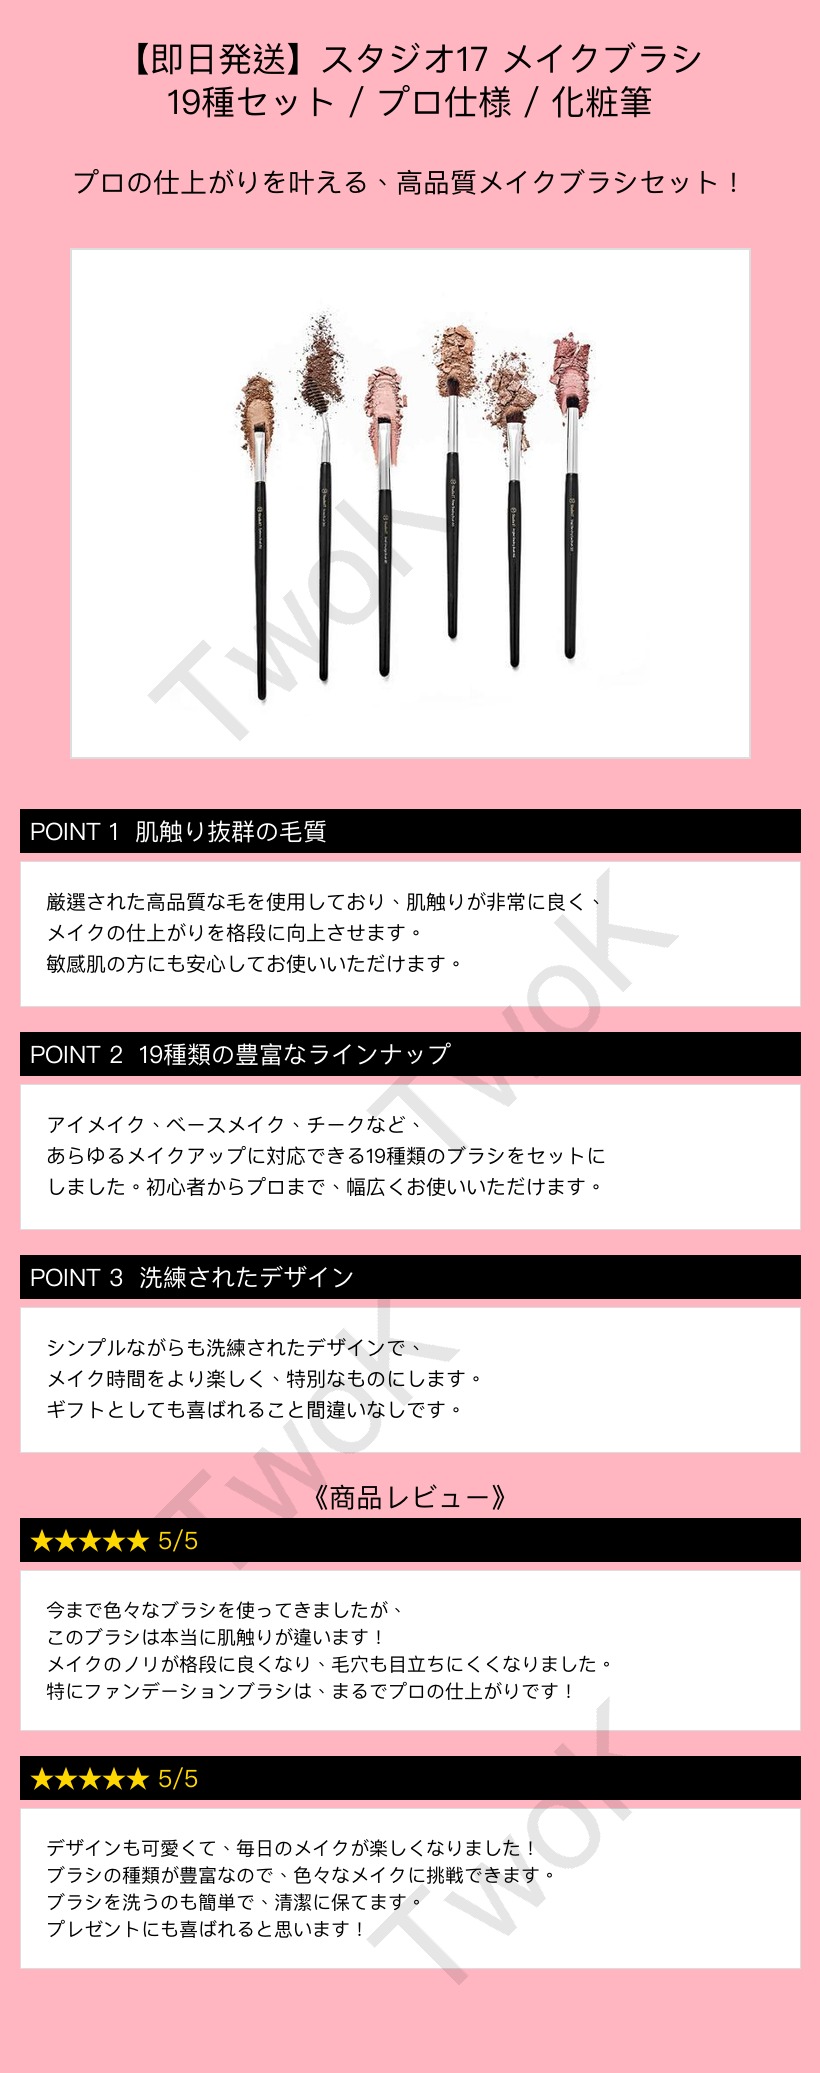 【即日発送】スタジオ17 メイクブラシ
19種セット / プロ仕様 / 化粧筆
プロの仕上がりを叶える、高品質メイクブラシセット！
TwoK
POINT 1 肌触り抜群の毛質
厳選された高品質な毛を使用しており、肌触りが非常に良く、
メイクの仕上がりを格段に向上させます。
敏感肌の方にも安心してお使いいただけます。
TwoK
POINT 2 19種類の豊富なラインナップ
アイメイク、ベースメイク、チークなど、
あらゆるメイクアップに対応できる19種類のブラシをセットに
しました。初心者からプロまで、幅広くお使いいただけます。
POINT 3 洗練されたデザイン
シンプルながらも洗練されたデザインで、
メイク時間をより楽しく、特別なものにします。
ギフトとしても喜ばれること間違いなしです。
TwoK
《商品レビュー》
★★★★★ 5/5
今まで色々なブラシを使ってきましたが、
このブラシは本当に肌触りが違います！
メイクのノリが格段に良くなり、毛穴も目立ちにくくなりました。
特にファンデーションブラシは、まるでプロの仕上がりです！
★★★★★ 5/5
デザインも可愛くて、毎日のメイクが楽しくなりました！
ブラシの種類が豊富なので、色々なメイクに挑戦できます。
ブラシを洗うのも簡単で、清潔に保てます。
プレゼントにも喜ばれると思います！
TwoK